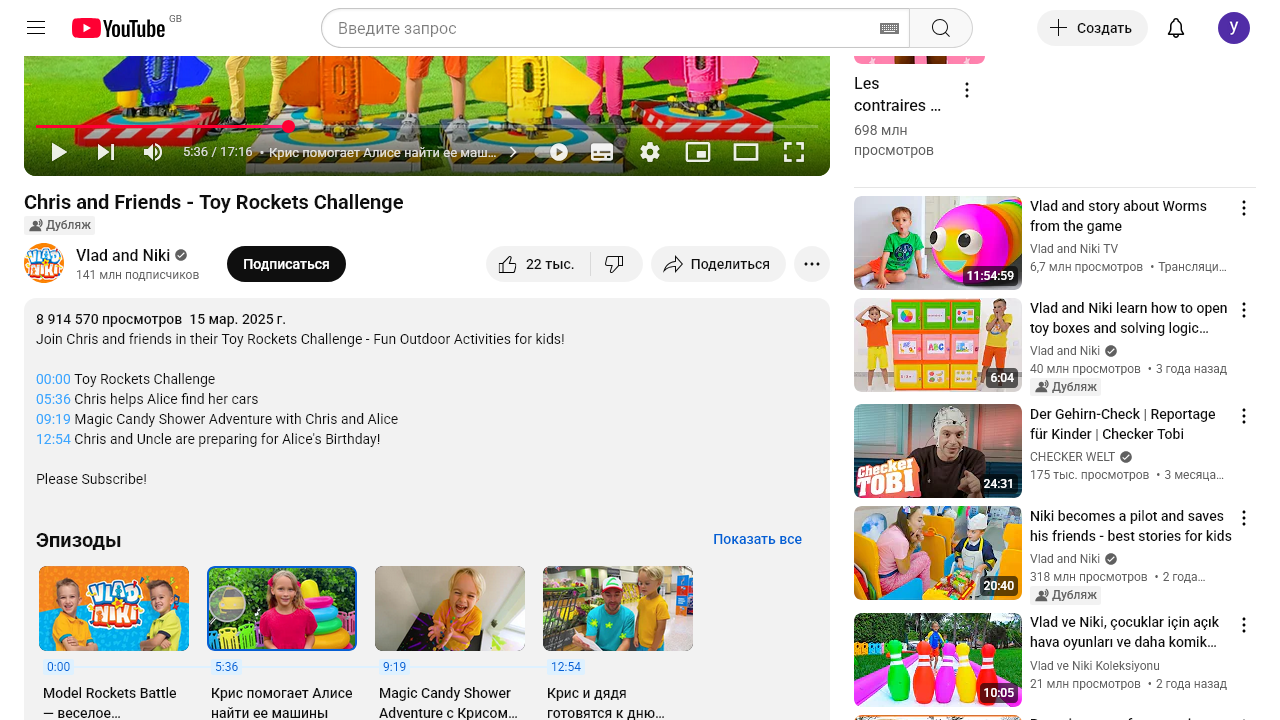 YouTube GB
Введите запрос
Создать
y
5:36 / 17:16 • Крис помогает Алисе найти ее маш…
Chris and Friends - Toy Rockets Challenge
Дубляж
VLAD NIKI
Vlad and Niki
141 млн подписчиков
Подписаться
22 тыс.
Поделиться
8 914 570 просмотров 15 мар. 2025 г.
Join Chris and friends in their Toy Rockets Challenge - Fun Outdoor Activities for kids!
00:00 Toy Rockets Challenge
05:36 Chris helps Alice find her cars
09:19 Magic Candy Shower Adventure with Chris and Alice
12:54 Chris and Uncle are preparing for Alice's Birthday!
Please Subscribe!
Эпизоды
Показать все
VLAD NIKI
0:00
5:36
9:19
12:54
Model Rockets Battle
— веселое…
Крис помогает Алисе
найти ее машины
Magic Candy Shower
Adventure с Крисом…
Крис и дядя
готовятся к дню…
Les
contraires …
698 млн
просмотров
11:54:59
Vlad and story about Worms
from the game
Vlad and Niki TV
6,7 млн просмотров • Трансляци…
ABC
6:04
Vlad and Niki learn how to open
toy boxes and solving logic…
Vlad and Niki
40 млн просмотров • 3 года назад
Дубляж
Checker
TOBI
24:31
Der Gehirn-Check | Reportage
für Kinder | Checker Tobi
CHECKER WELT
175 тыс. просмотров • 3 месяца…
20:40
Niki becomes a pilot and saves
his friends - best stories for kids
Vlad and Niki
318 млн просмотров • 2 года…
Дубляж
10:05
Vlad ve Niki, çocuklar için açık
hava oyunları ve daha komik…
Vlad ve Niki Koleksiyonu
21 млн просмотров • 2 года назад